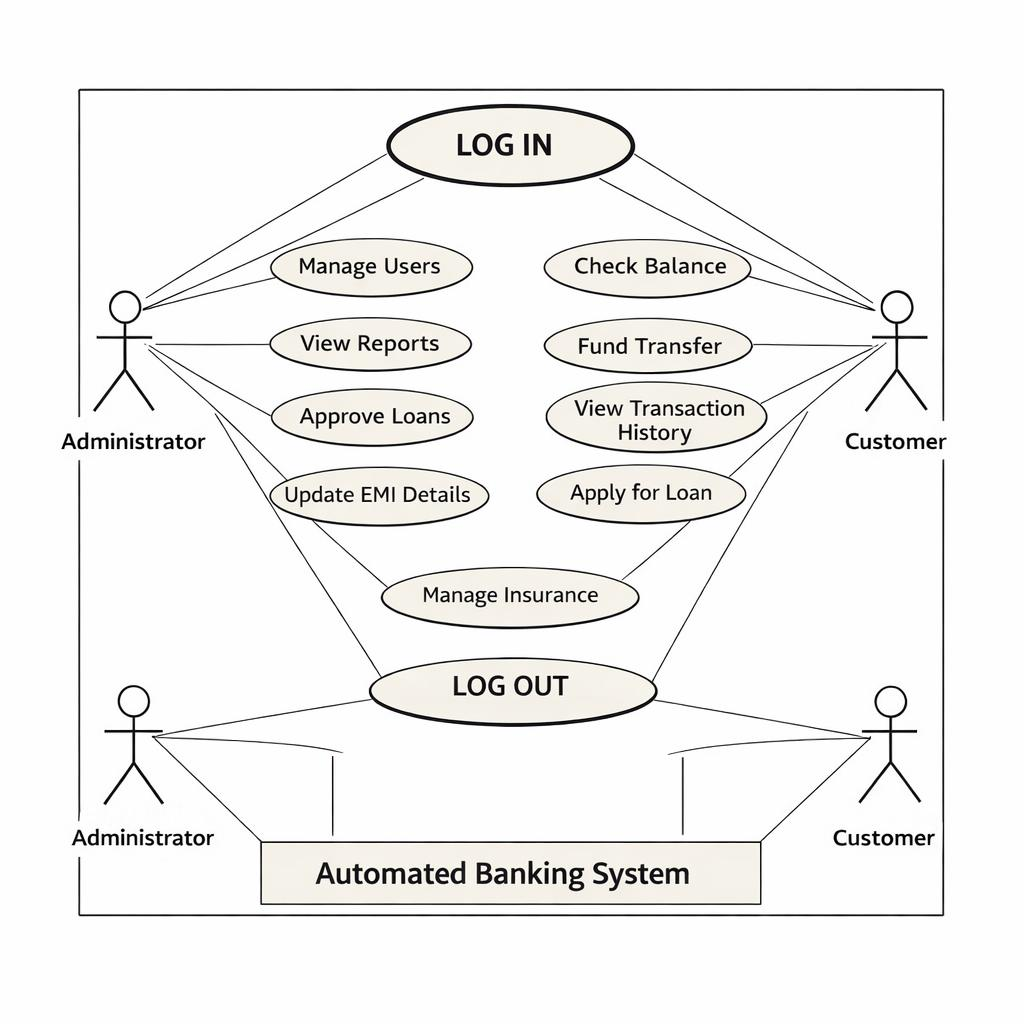 LOG IN
Manage Users
Check Balance
View Reports
Fund Transfer
Approve Loans
View Transaction
History
Administrator
Customer
Update EMI Details
Apply for Loan
Manage Insurance
LOG OUT
Administrator
Customer
Automated Banking System